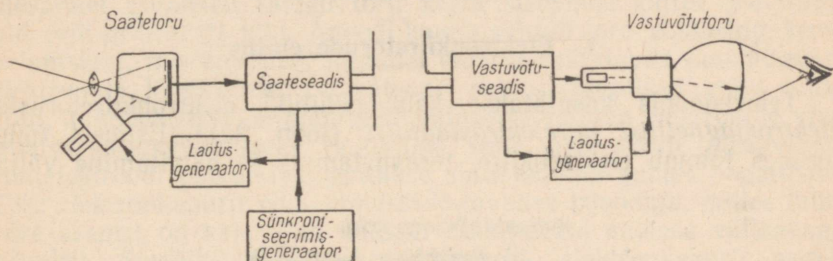 Saatetoru
Vastuvõtutoru
Saateseadis
Vastuvõtu-
seadis
Laotus-
generaator
Laotus-
generaator
Sünkroni-
seerimis-
generaator